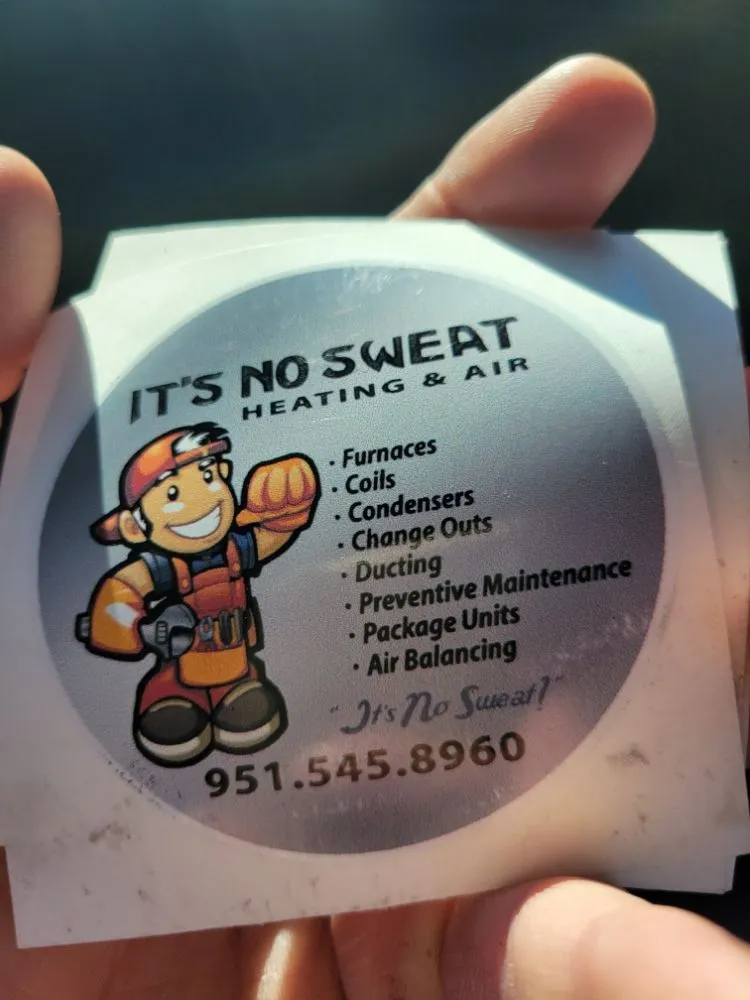 IT'S NO SWEAT
HEATING & AIR
· Furnaces
· Coils
· Condensers
· Change Outs
· Ducting
· Preventive Maintenance
· Package Units
· Air Balancing
"It's No Sweat!"
951.545.8960